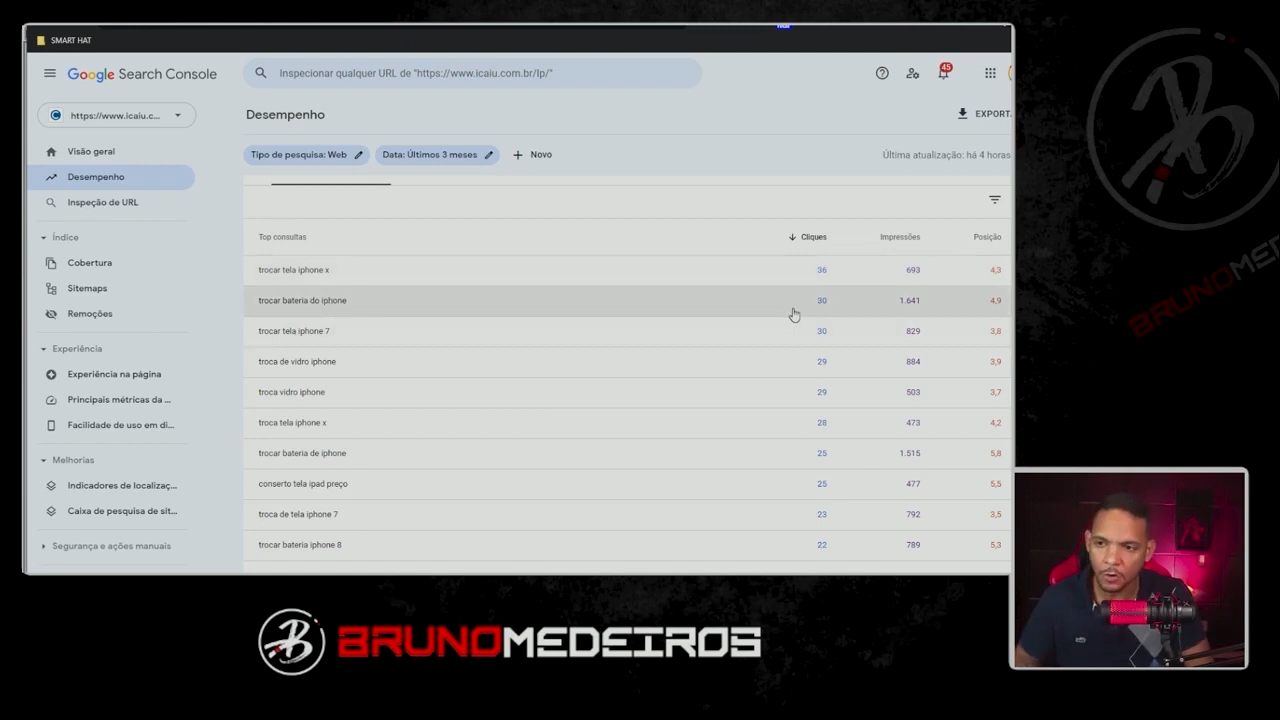 SMART HAT
Google Search Console
Inspecionar qualquer URL de "https://www.icaiu.com.br/lp/"
45
https://www.icaiu.c...
Desempenho
EXPORTA
Tipo de pesquisa: Web
Data: Últimos 3 meses
Novo
Última atualização: há 4 horas
Visão geral
Desempenho
Inspeção de URL
Índice
Cobertura
Sitemaps
Remoções
Experiência
Experiência na página
Principais métricas da ...
Facilidade de uso em di...
Melhorias
Indicadores de localizaç...
Caixa de pesquisa de sit...
Segurança e ações manuais
Top consultas Cliques Impressões Posição
trocar tela iphone x 36 693 4,3
trocar bateria do iphone 30 1.641 4,9
trocar tela iphone 7 30 829 3,8
troca de vidro iphone 29 884 3,9
troca vidro iphone 29 503 3,7
troca tela iphone x 28 473 4,2
trocar bateria de iphone 25 1.515 5,8
conserto tela ipad preço 25 477 5,5
troca de tela iphone 7 23 792 3,5
trocar bateria iphone 8 22 789 5,3
BRUNOMEDEIROS
BRUNOMED